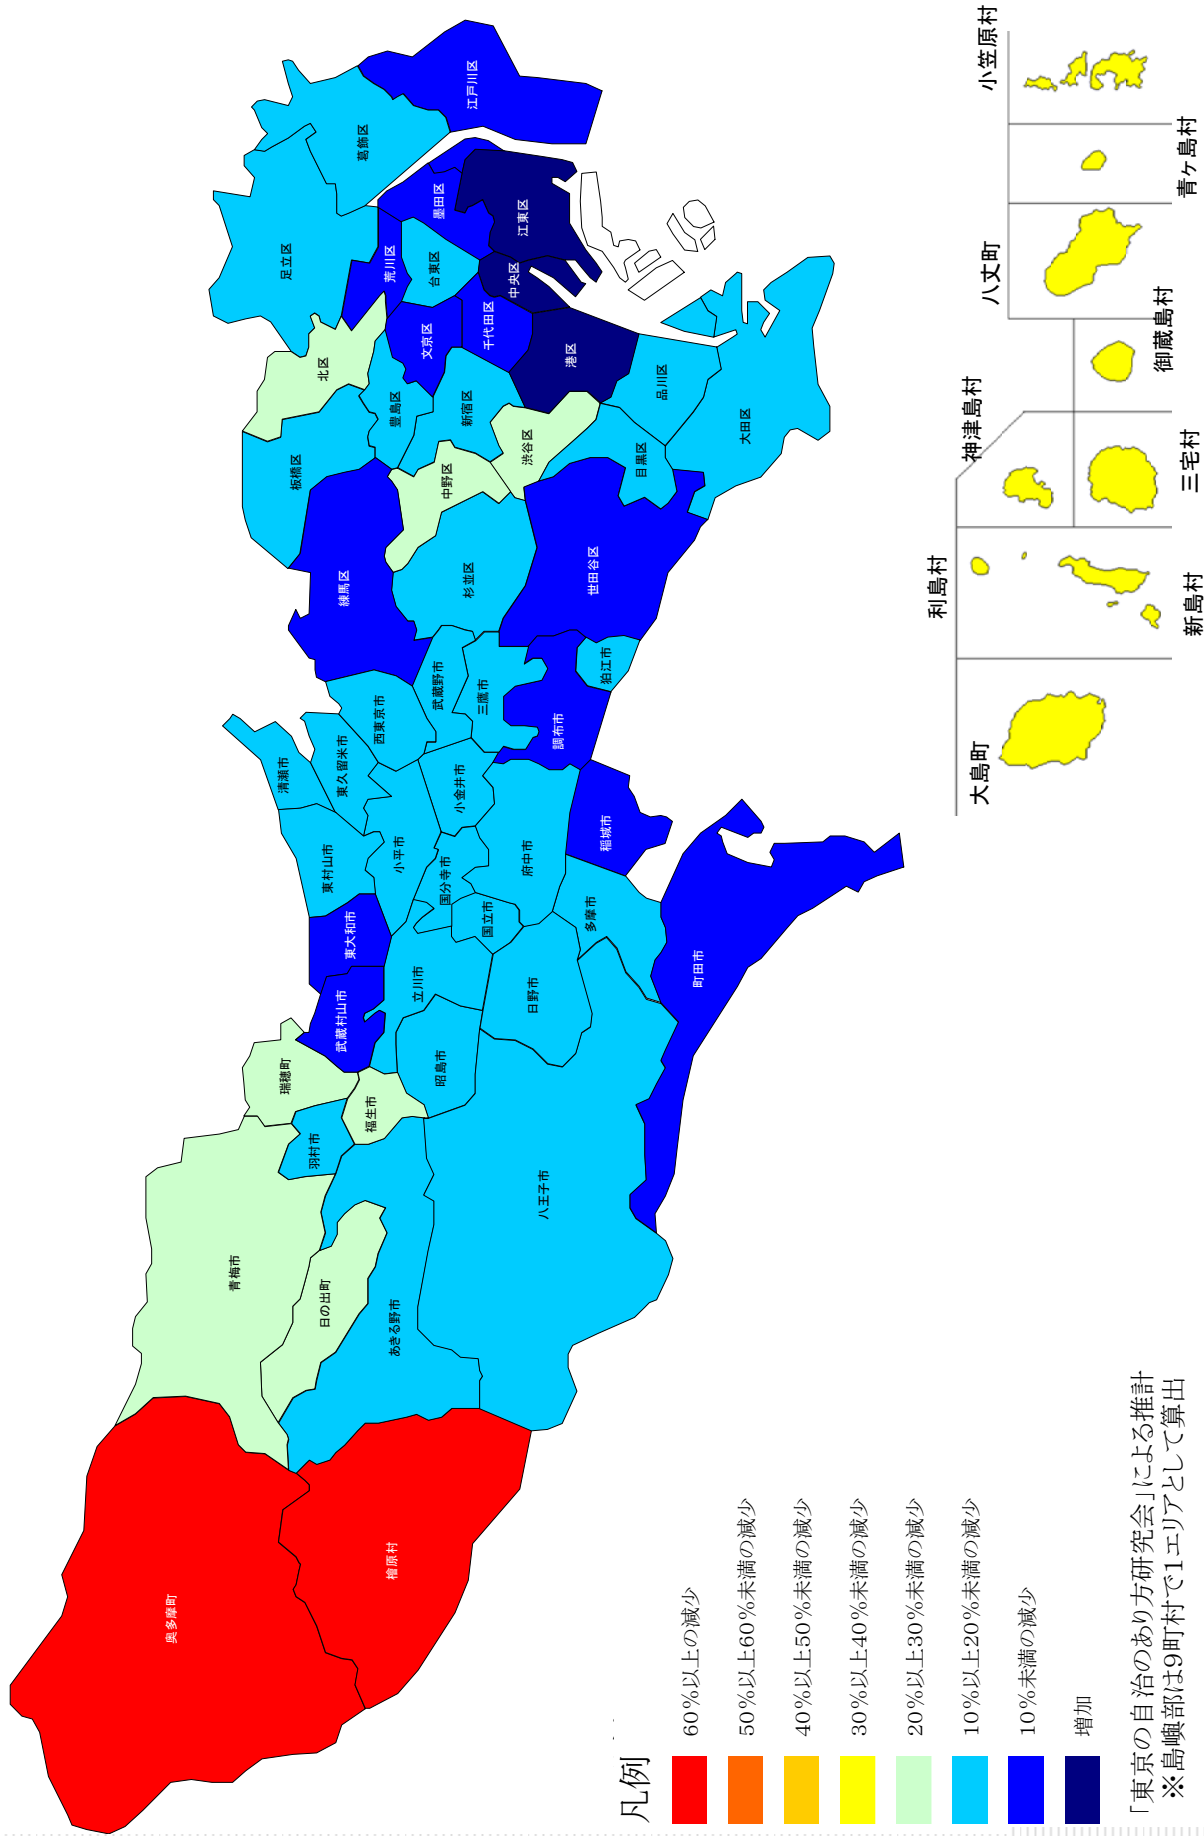 奥多摩町
檜原村
青梅市
日の出町
あきる野市
八王子市
羽村市
瑞穂町
福生市
武蔵村山市
東大和市
昭島市
立川市
日野市
東村山市
清瀬市
東久留米市
西東京市
小平市
国分寺市
国立市
小金井市
府中市
多摩市
稲城市
町田市
武蔵野市
三鷹市
調布市
狛江市
練馬区
杉並区
世田谷区
板橋区
北区
豊島区
中野区
新宿区
渋谷区
目黒区
大田区
品川区
港区
千代田区
文京区
中央区
台東区
荒川区
足立区
葛飾区
墨田区
江東区
江戸川区
大島町
利島村
新島村
神津島村
三宅村
御蔵島村
八丈町
青ヶ島村
小笠原村
凡例
60%以上の減少
50%以上60%未満の減少
40%以上50%未満の減少
30%以上40%未満の減少
20%以上30%未満の減少
10%以上20%未満の減少
10%未満の減少
増加
「東京の自治のあり方研究会」による推計
※島嶼部は9町村で1エリアとして算出